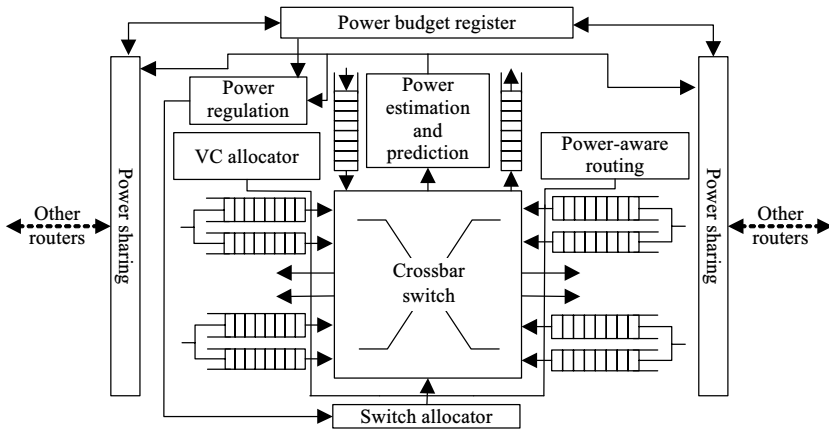 Power budget register
Power
regulation
Power
estimation
and
prediction
VC allocator
Power-aware
routing
Power sharing
Power sharing
Other
routers
Other
routers
Crossbar
switch
Switch allocator